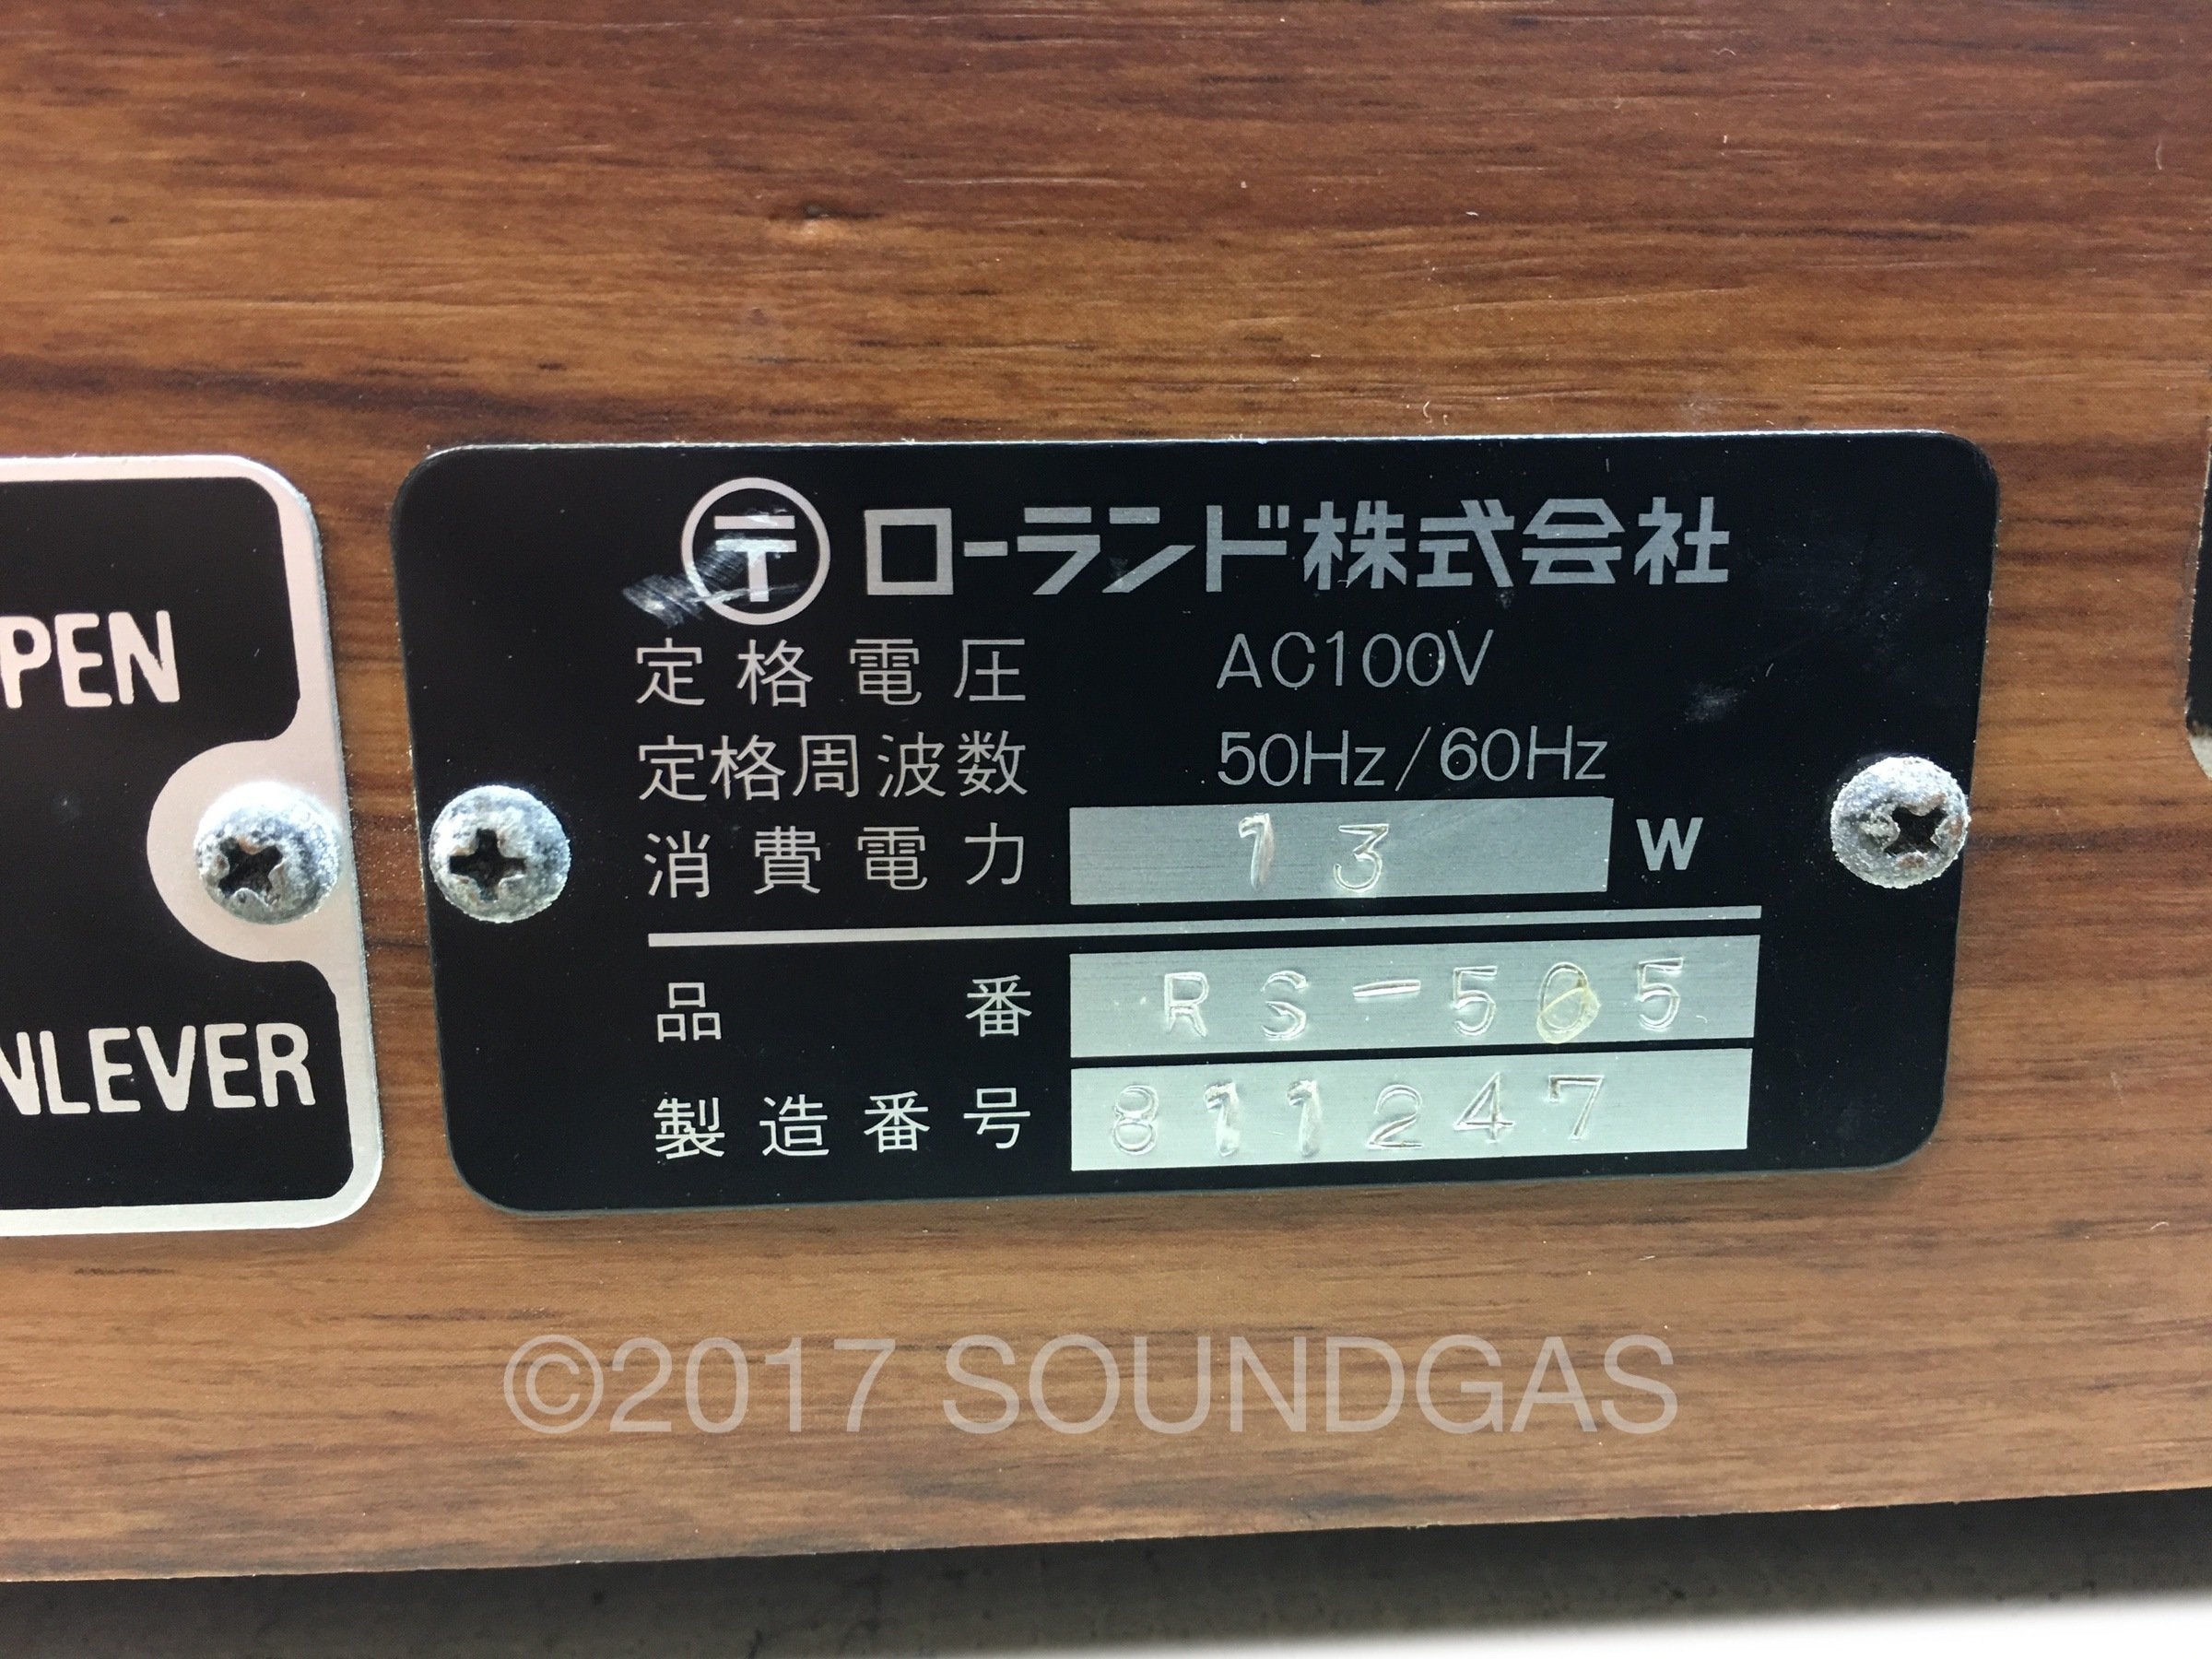 〶 ローランド株式会社
定格電圧 AC100V
定格周波数 50Hz/60Hz
消費電力 13 W
品番 RS-505
製造番号 811247
PEN
NLEVER
©2017 SOUNDGAS